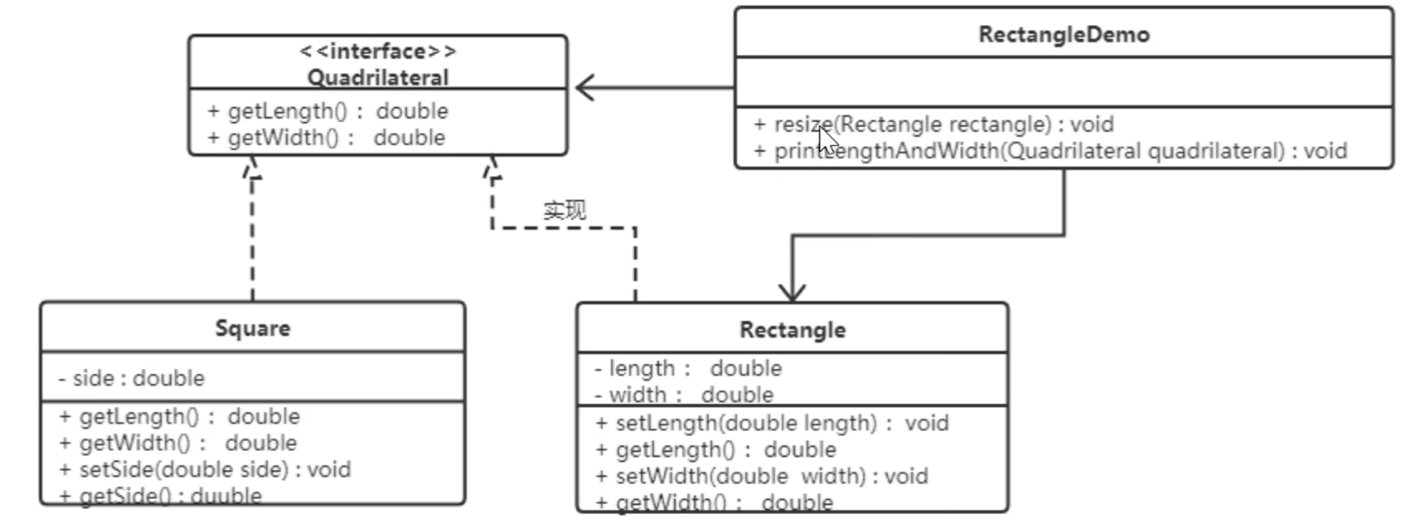 <<interface>>
Quadrilateral
+ getLength() : double
+ getWidth() : double
RectangleDemo
+ resize(Rectangle rectangle) : void
+ printLengthAndWidth(Quadrilateral quadrilateral) : void
实现
Square
- side : double
+ getLength() : double
+ getWidth() : double
+ setSide(double side) : void
+ getSide() : duuble
Rectangle
- length : double
- width : double
+ setLength(double length) : void
+ getLength() : double
+ setWidth(double width) : void
+ getWidth() : double